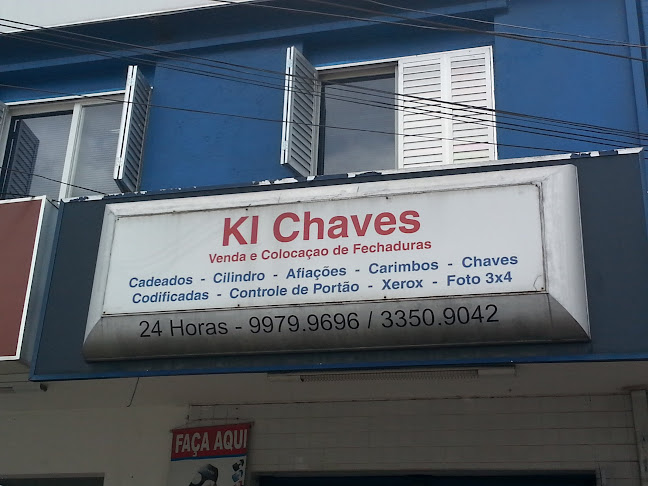 KI Chaves
Venda e Colocaçao de Fechaduras
Cadeados - Cilindro - Afiações - Carimbos - Chaves
Codificadas - Controle de Portão - Xerox - Foto 3x4
24 Horas - 9979.9696 / 3350.9042
FAÇA AQUI